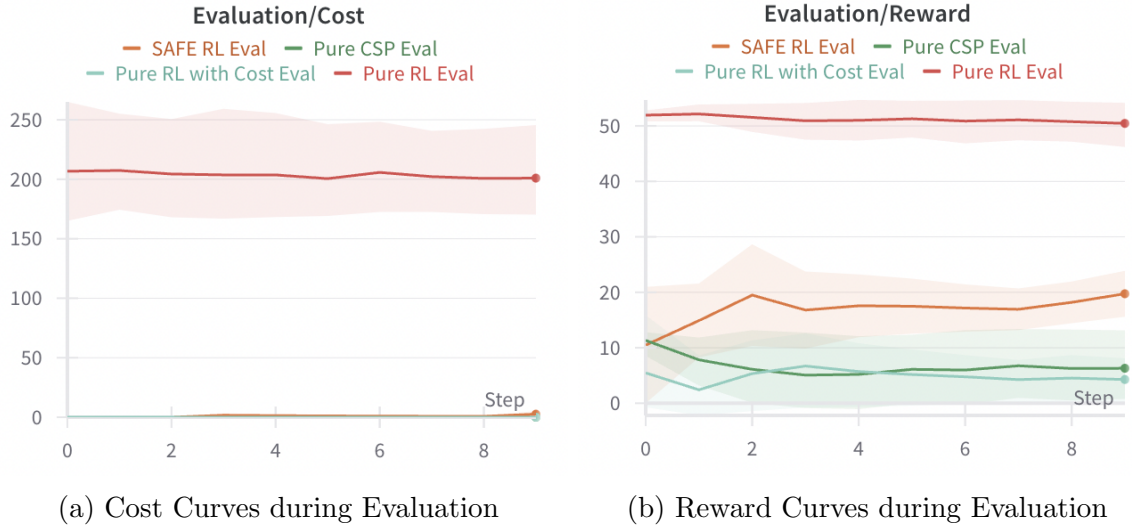 Evaluation/Cost
SAFE RL Eval Pure CSP Eval
Pure RL with Cost Eval Pure RL Eval
250
200
150
100
50
0
Step
0 2 4 6 8
(a) Cost Curves during Evaluation
Evaluation/Reward
SAFE RL Eval Pure CSP Eval
Pure RL with Cost Eval Pure RL Eval
50
40
30
20
10
0
Step
0 2 4 6 8
(b) Reward Curves during Evaluation